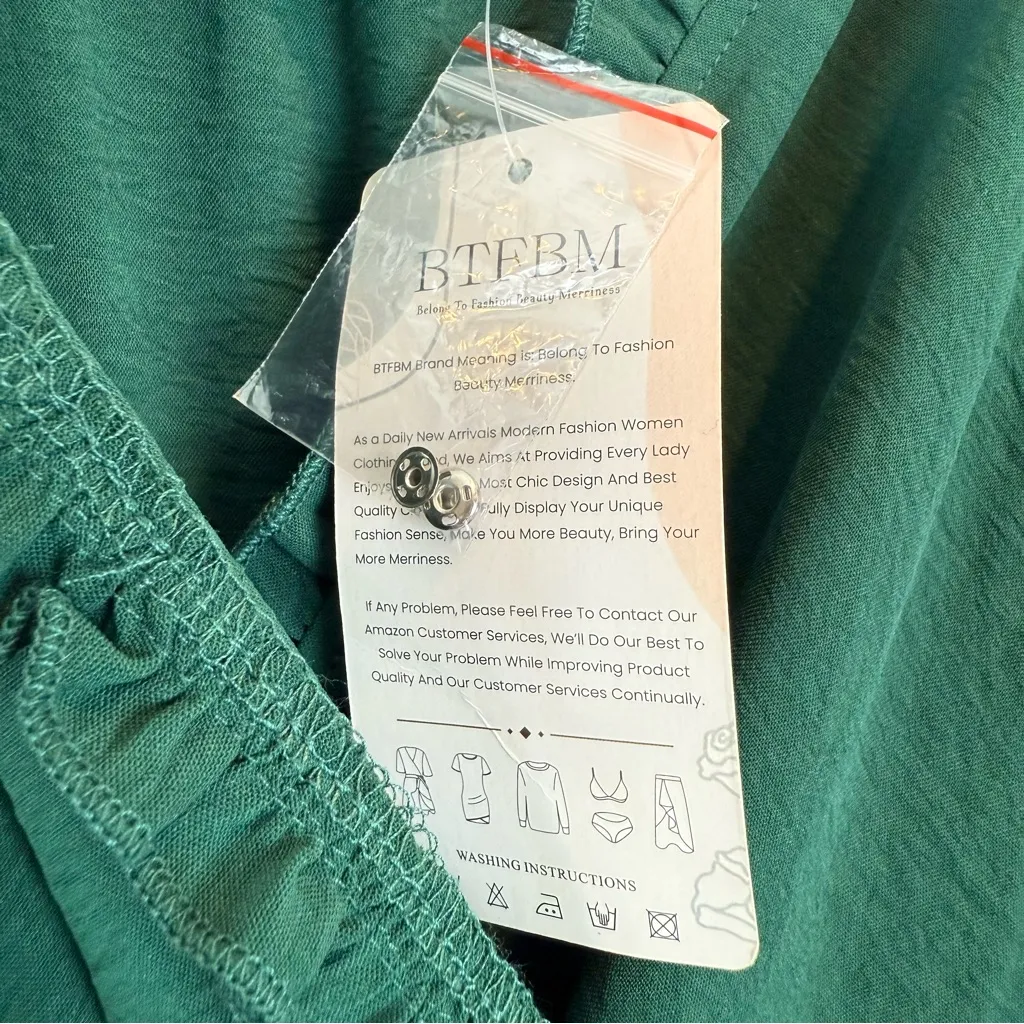 BTFBM
Belong To Fashion Beauty Merriness
BTFBM Brand Meaning is: Belong To Fashion
Beauty Merriness.
As a Daily New Arrivals Modern Fashion Women
We Aims At Providing Every Lady
Enjoys Most Chic Design And Best
Quality Fully Display Your Unique
Fashion Sense, Make You More Beauty, Bring Your
More Merriness.
If Any Problem, Please Feel Free To Contact Our
Amazon Customer Services, We'll Do Our Best To
Solve Your Problem While Improving Product
Quality And Our Customer Services Continually.
WASHING INSTRUCTIONS